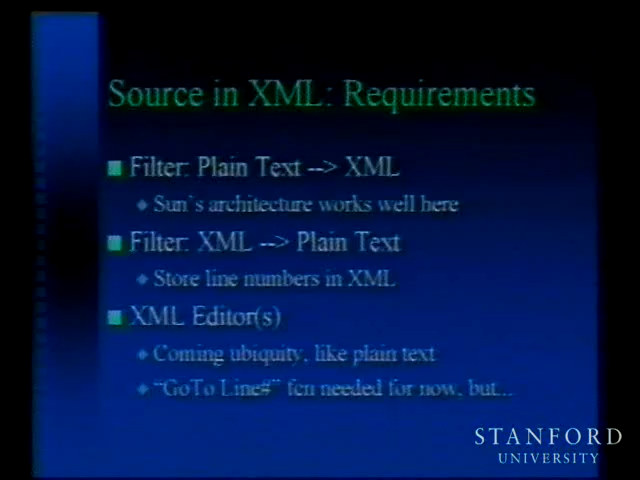 Source in XML: Requirements
Filter: Plain Text --> XML
Sun's architecture works well here
Filter: XML --> Plain Text
Store line numbers in XML
XML Editor(s)
Coming ubiquity, like plain text
"GoTo Line#" fcn needed for now, but...
STANFORD
UNIVERSITY